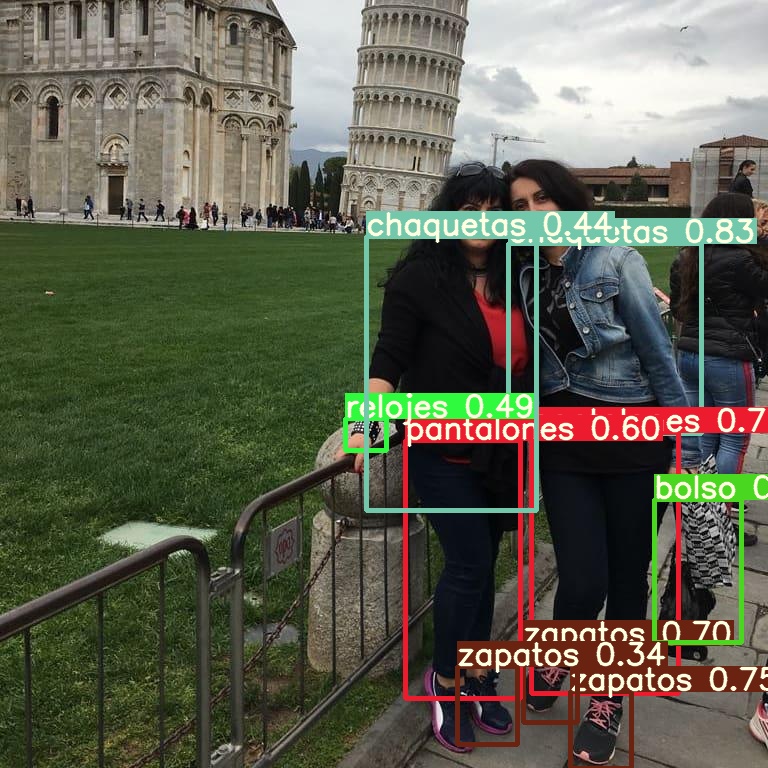 chaquetas 0.44
chaquetas 0.83
relojes 0.49
pantalones 0.60
es 0.7
bolso 0
zapatos 0.70
zapatos 0.34
zapatos 0.75